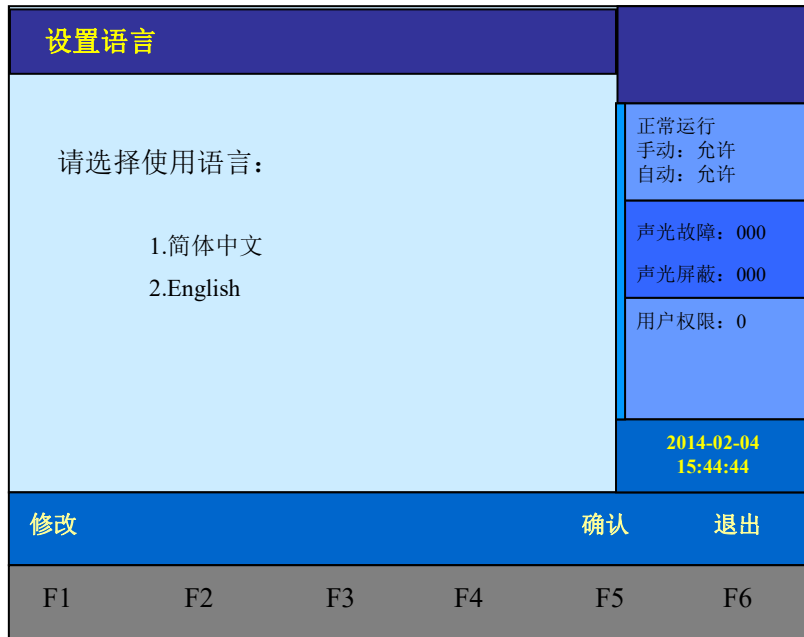 设置语言
请选择使用语言：
1.简体中文
2.English
正常运行
手动：允许
自动：允许
声光故障：000
声光屏蔽：000
用户权限：0
2014-02-04
15:44:44
修改 确认 退出
F1 F2 F3 F4 F5 F6